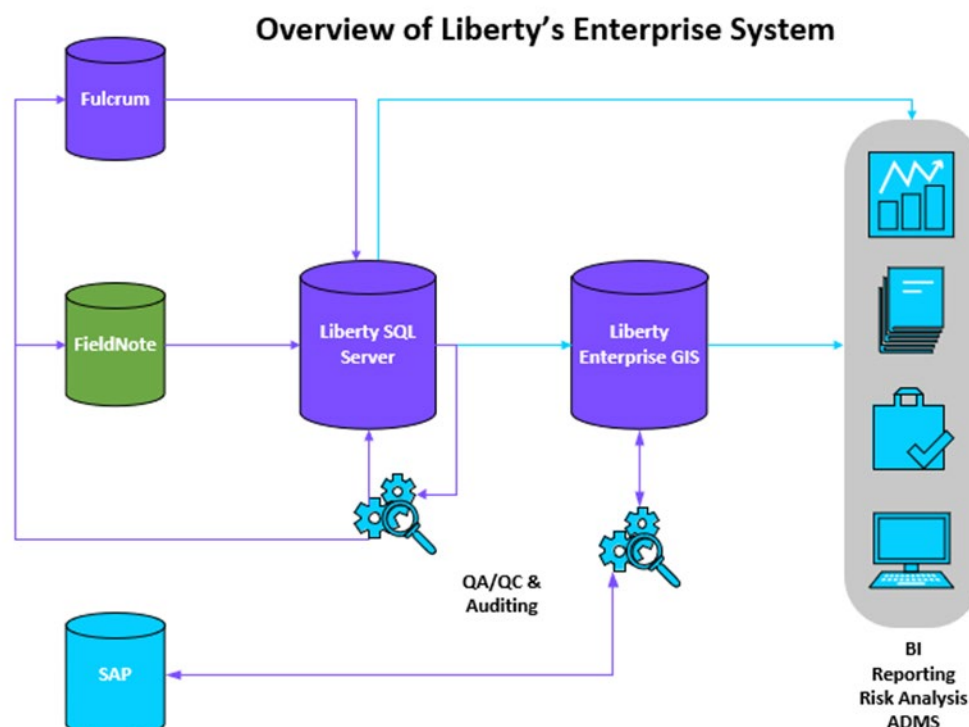 Overview of Liberty's Enterprise System
Fulcrum
FieldNote
Liberty SQL
Server
Liberty
Enterprise GIS
QA/QC &
Auditing
SAP
BI
Reporting
Risk Analysis
ADMS